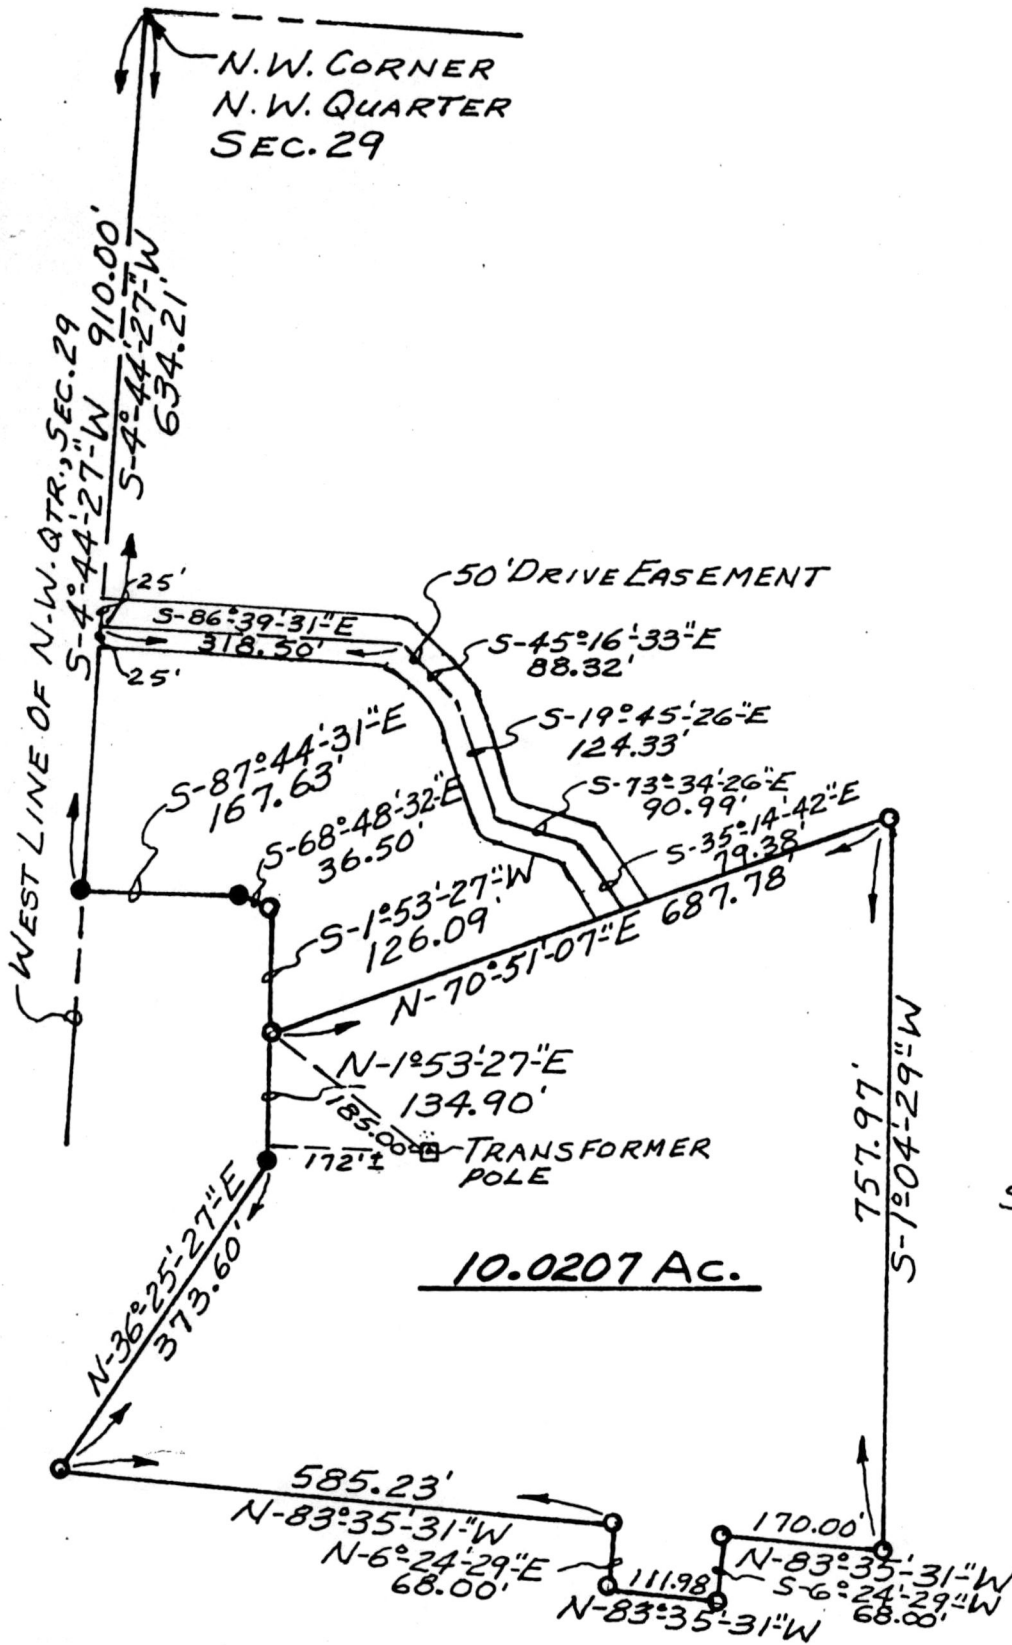 N.W. CORNER
N.W. QUARTER
SEC. 29
WEST LINE OF N.W. QTR., SEC. 29
S-4°-44'-27"-W 910.00'
S-4°-44'-27"-W
634.21'
25'
S-86°-39'-31"-E
318.50'
25'
50' DRIVE EASEMENT
S-45°-16'-33"-E
88.32'
S-19°-45'-26"-E
124.33'
S-73°-34'-26"-E
90.99'
S-35°-14'-42"-E
79.38'
S-87°-44'-31"-E
167.63'
S-68°-48'-32"-E
36.50'
S-1°-53'-27"-W
126.09'
N-70°-51'-07"-E 687.78'
N-1°-53'-27"-E
134.90'
185.00'
172'±
TRANSFORMER
POLE
757.97'
S-1°-04'-29"-W
10.0207 AC.
N-36°-25'-27"-E
373.60'
585.23'
N-83°-35'-31"-W
N-6°-24'-29"-E
68.00'
111.98
N-83°-35'-31"-W
170.00'
N-83°-35'-31"-W
S-6°-24'-29"-W
68.00'